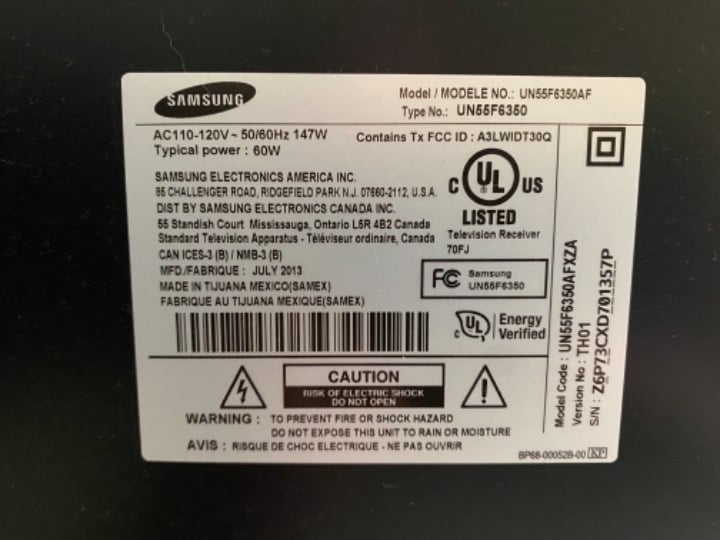 SAMSUNG
Model / MODELE NO.: UN55F6350AF
Type No.: UN55F6350
AC110-120V~ 50/60Hz 147W
Typical power : 60W
Contains Tx FCC ID : A3LWIDT30Q
SAMSUNG ELECTRONICS AMERICA INC.
85 CHALLENGER ROAD, RIDGEFIELD PARK N.J. 07660-2112, U.S.A.
DIST BY SAMSUNG ELECTRONICS CANADA INC.
55 Standish Court Mississauga, Ontario L5R 4B2 Canada
Standard Television Apparatus - Téléviseur ordinaire, Canada
CAN ICES-3 (B) / NMB-3 (B)
MFD/FABRIQUE : JULY 2013
MADE IN TIJUANA MEXICO(SAMEX)
FABRIQUE AU TIJUANA MEXIQUE(SAMEX)
C UL US
LISTED
Television Receiver
70FJ
FC Samsung
UN55F6350
c UL Energy
Verified
CAUTION
RISK OF ELECTRIC SHOCK
DO NOT OPEN
WARNING : TO PREVENT FIRE OR SHOCK HAZARD
DO NOT EXPOSE THIS UNIT TO RAIN OR MOISTURE
AVIS : RISQUE DE CHOC ELECTRIQUE - NE PAS OUVRIR
Model Code : UN55F6350AFXZA
Version No : TH01
S/N : Z6P73CXD701357P
BP68-00052B-00 KP